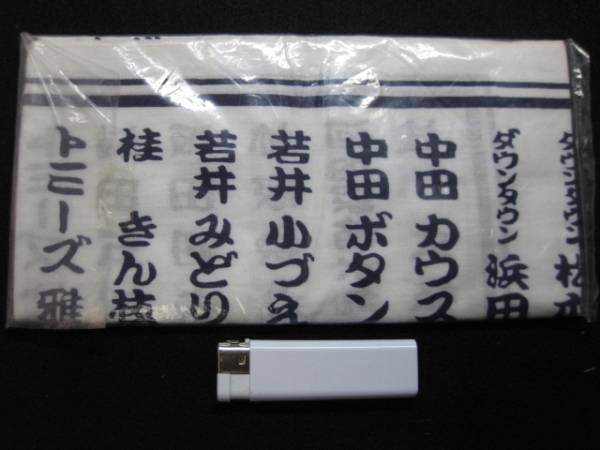 ダウンタウン 浜田
中田 カウス
中田 ボタン
若井 小づえ
若井 みどり
桂 きん枝
トミーズ 雅